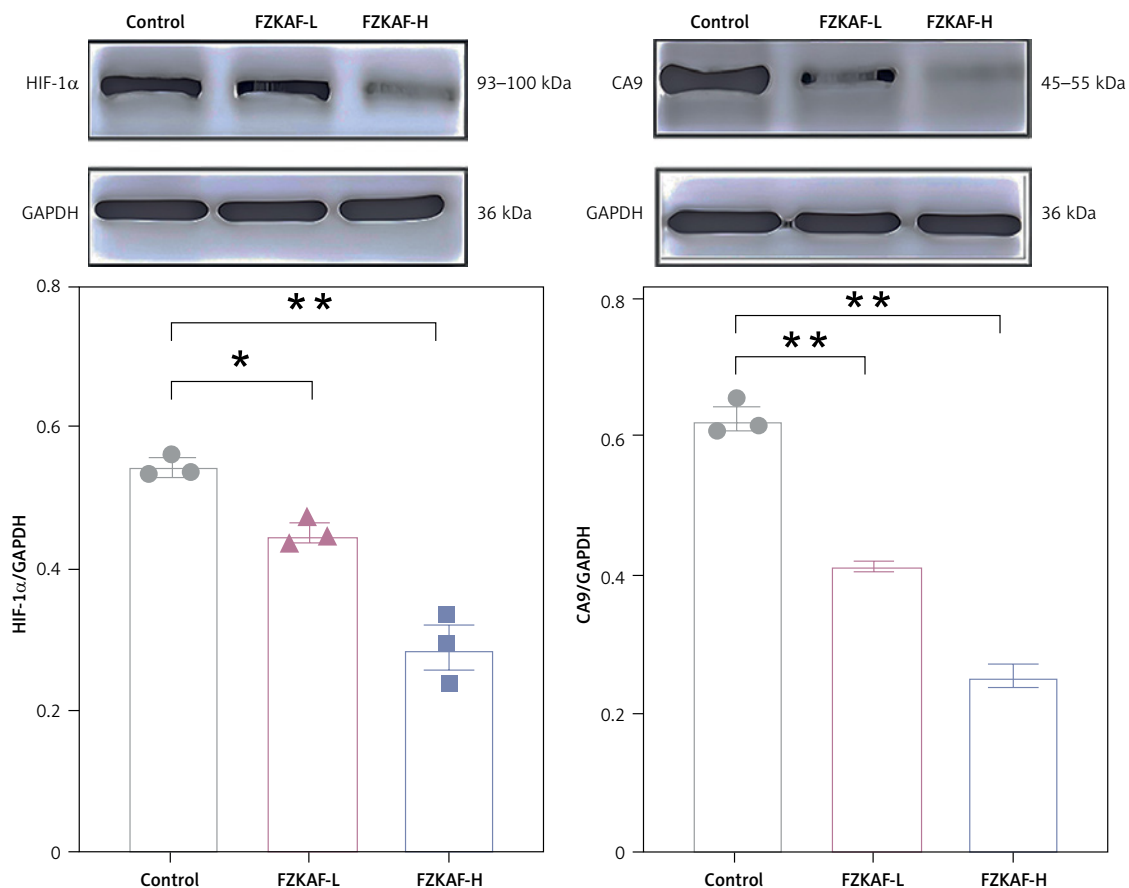 Control FZKAF-L FZKAF-H
HIF-1α 93–100 kDa
GAPDH 36 kDa
0.8
0.6
0.4
0.2
0
HIF-1α/GAPDH
** 
*
Control FZKAF-L FZKAF-H
Control FZKAF-L FZKAF-H
CA9 45–55 kDa
GAPDH 36 kDa
0.8
0.6
0.4
0.2
0
CA9/GAPDH
**
**
Control FZKAF-L FZKAF-H